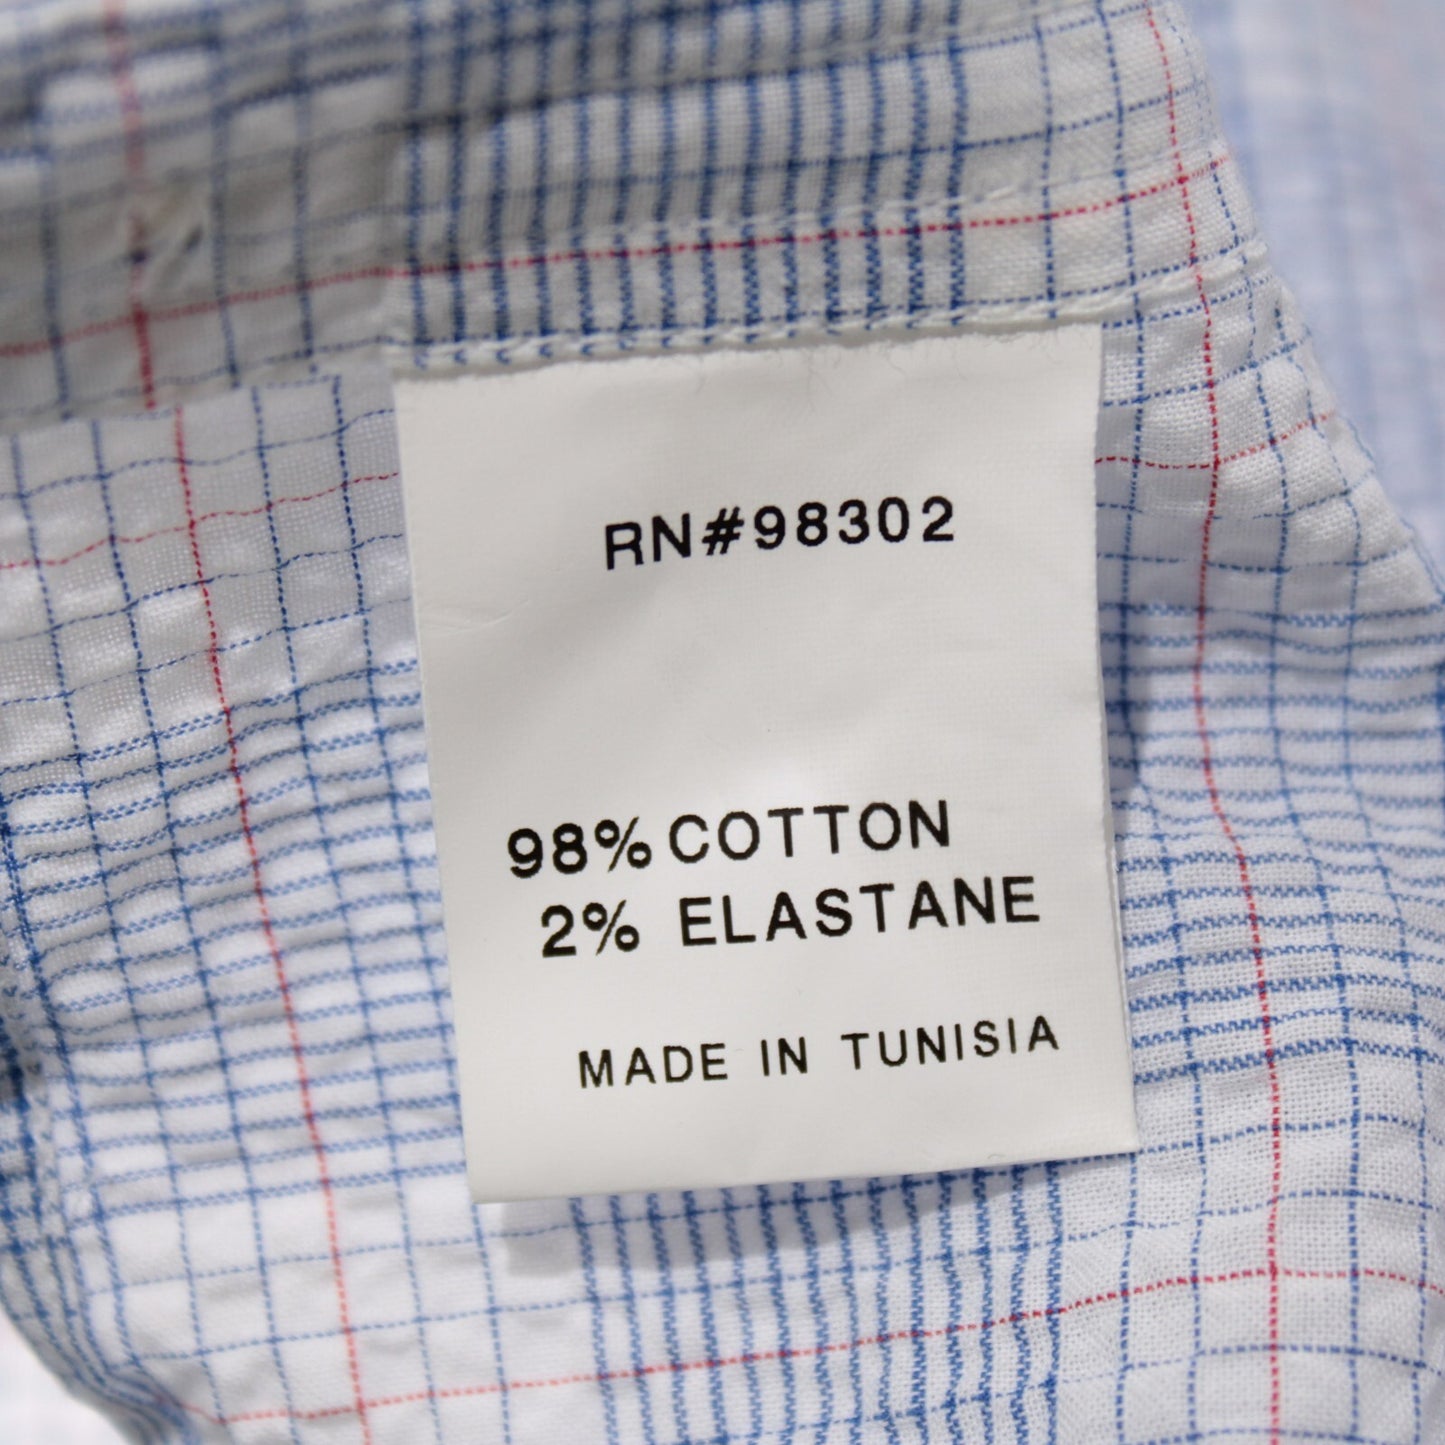 RN#98302
98% COTTON
2% ELASTANE
MADE IN TUNISIA